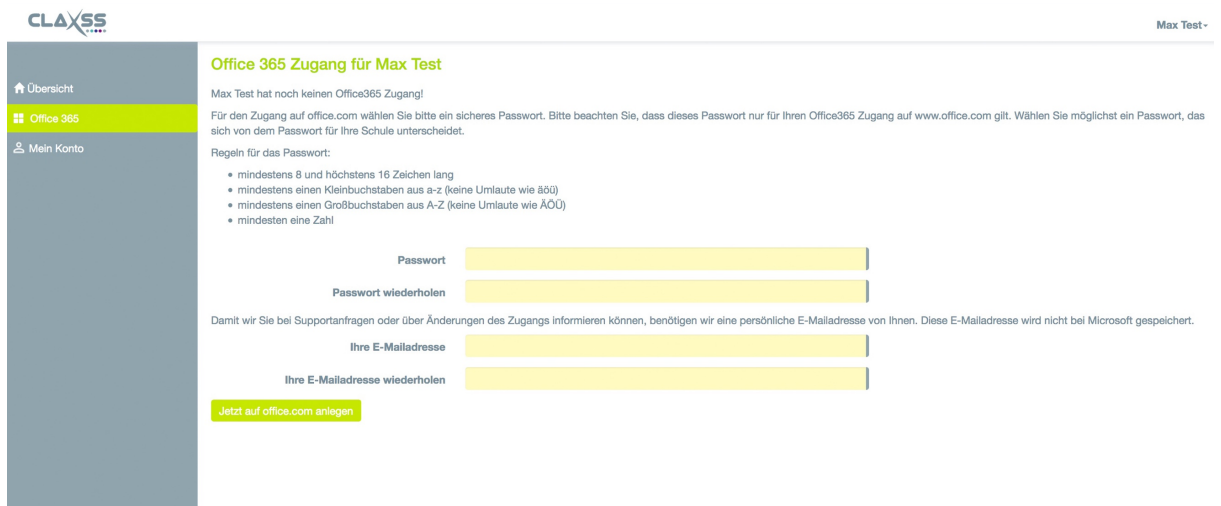 CLAXSS
Max Test
Übersicht
Office 365
Mein Konto
Office 365 Zugang für Max Test
Max Test hat noch keinen Office365 Zugang!
Für den Zugang auf office.com wählen Sie bitte ein sicheres Passwort. Bitte beachten Sie, dass dieses Passwort nur für Ihren Office365 Zugang auf www.office.com gilt. Wählen Sie möglichst ein Passwort, das
sich von dem Passwort für Ihre Schule unterscheidet.
Regeln für das Passwort:
• mindestens 8 und höchstens 16 Zeichen lang
• mindestens einen Kleinbuchstaben aus a-z (keine Umlaute wie äöü)
• mindestens einen Großbuchstaben aus A-Z (keine Umlaute wie ÄÖÜ)
• mindesten eine Zahl
Passwort
Passwort wiederholen
Damit wir Sie bei Supportanfragen oder über Änderungen des Zugangs informieren können, benötigen wir eine persönliche E-Mailadresse von Ihnen. Diese E-Mailadresse wird nicht bei Microsoft gespeichert.
Ihre E-Mailadresse
Ihre E-Mailadresse wiederholen
Jetzt auf office.com anlegen